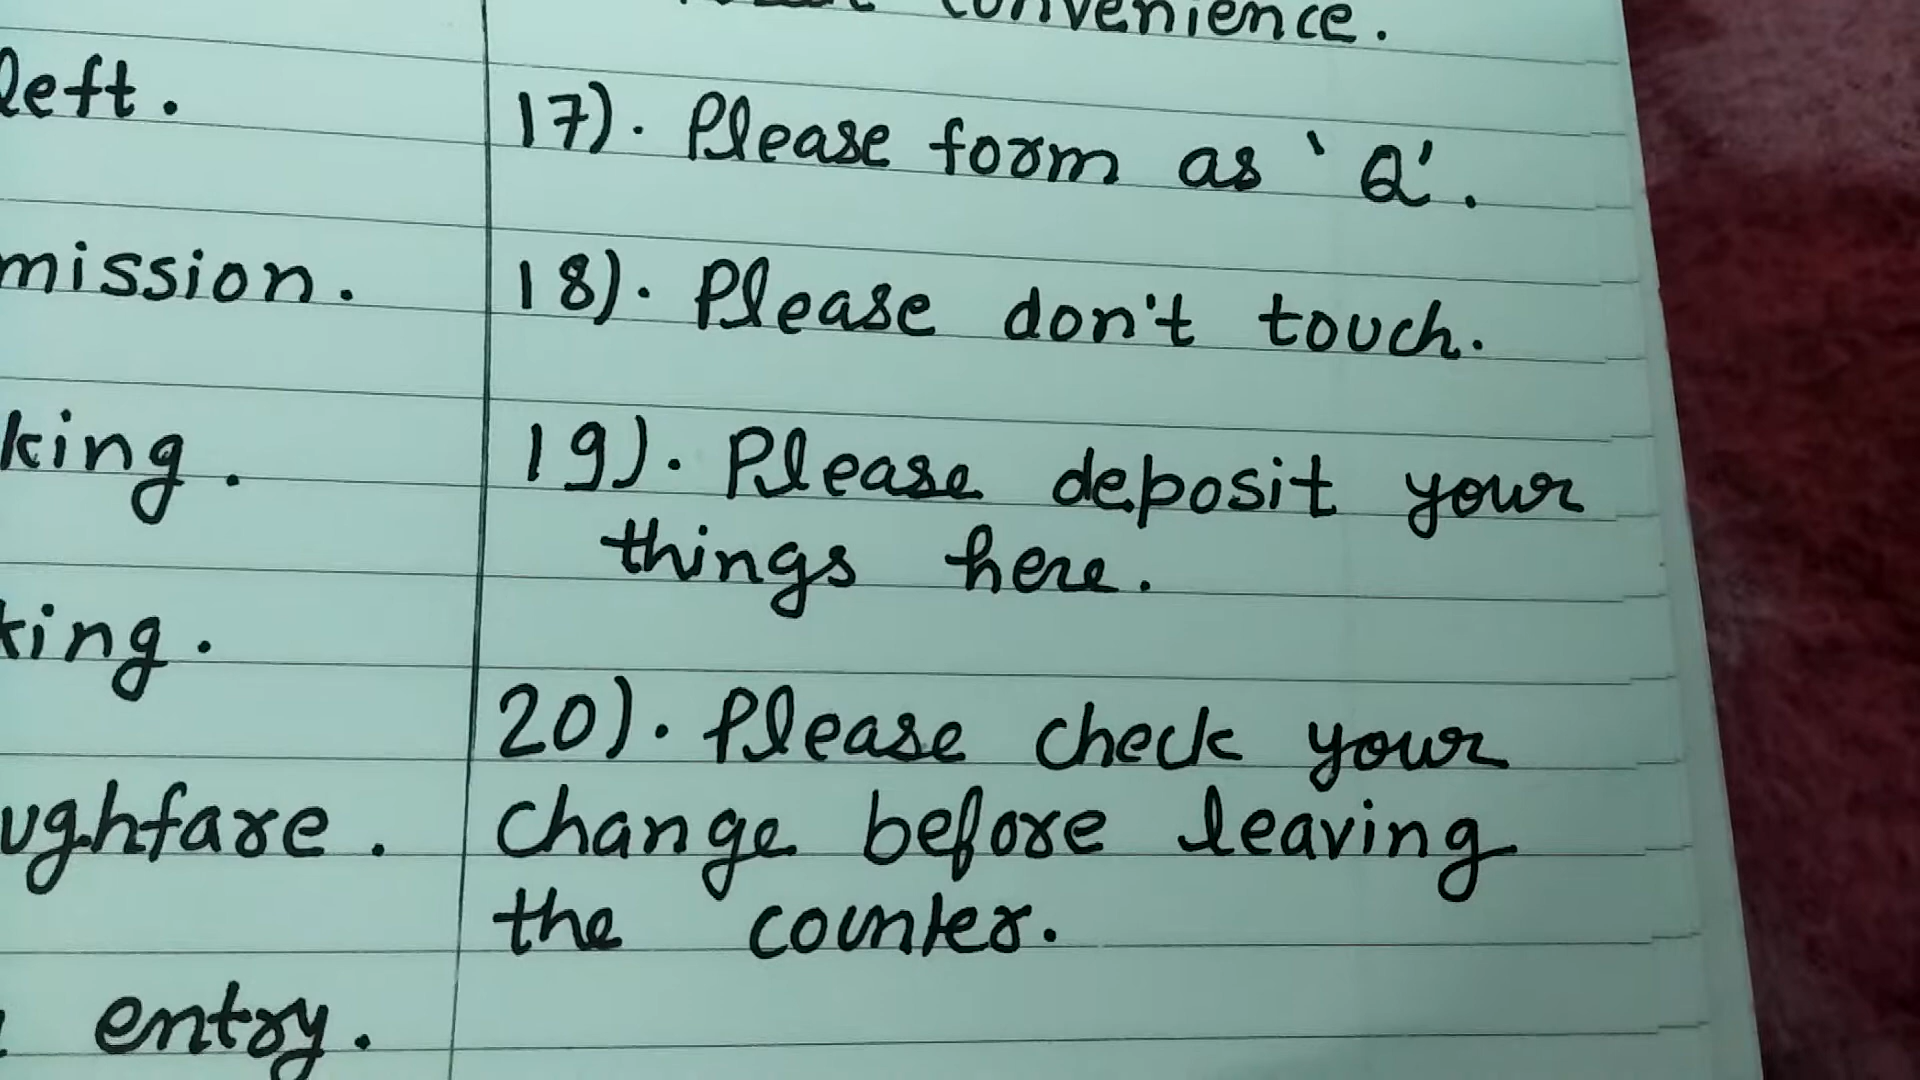 convenience.
left.
17). Please form as 'Q'.
mission.
18). Please don't touch.
king.
19). Please deposit your
things here.
king.
20). Please check your
ughfare.
change before leaving
the counter.
entry.